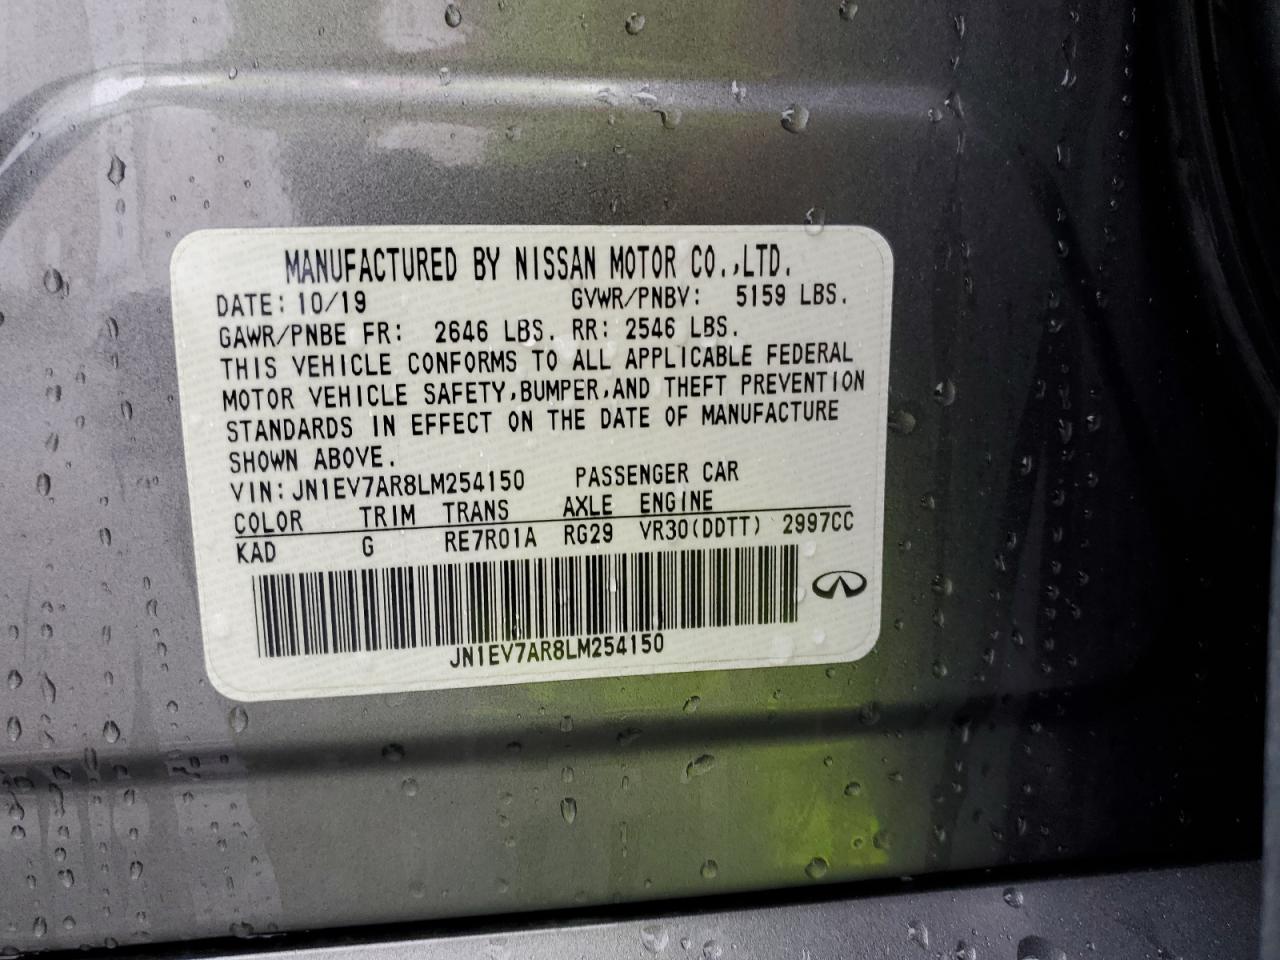 MANUFACTURED BY NISSAN MOTOR CO.,LTD.
DATE: 10/19 GVWR/PNBV: 5159 LBS.
GAWR/PNBE FR: 2646 LBS. RR: 2546 LBS.
THIS VEHICLE CONFORMS TO ALL APPLICABLE FEDERAL
MOTOR VEHICLE SAFETY,BUMPER,AND THEFT PREVENTION
STANDARDS IN EFFECT ON THE DATE OF MANUFACTURE
SHOWN ABOVE.
VIN: JN1EV7AR8LM254150 PASSENGER CAR
COLOR TRIM TRANS AXLE ENGINE
KAD G RE7R01A RG29 VR30(DDTT) 2997CC
JN1EV7AR8LM254150